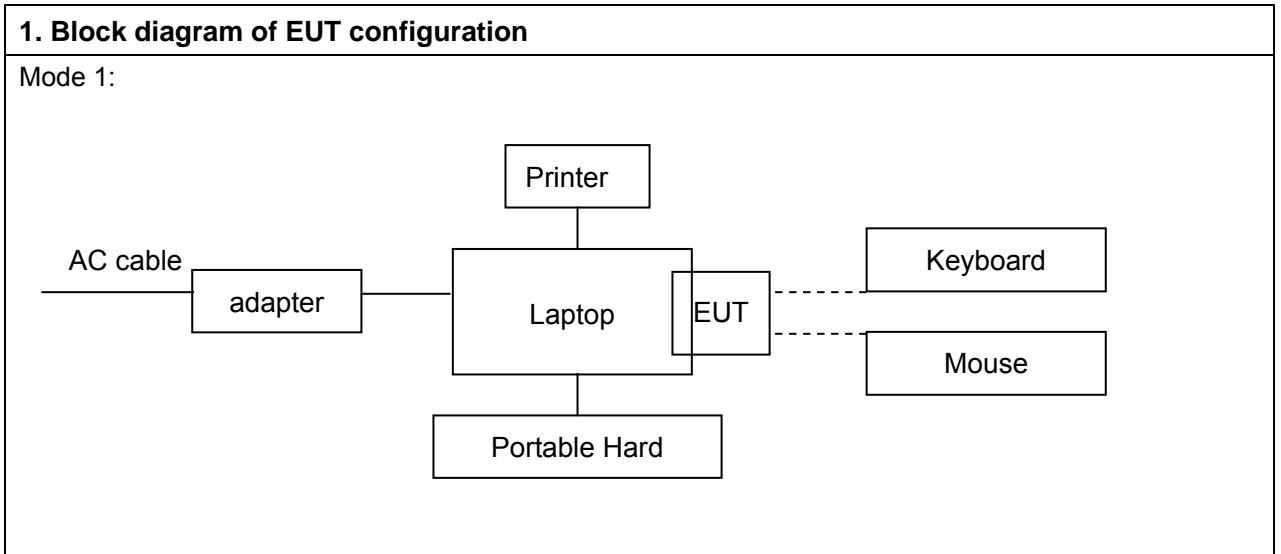 1. Block diagram of EUT configuration
Mode 1:
Printer
AC cable
adapter
Laptop
EUT
Keyboard
Mouse
Portable Hard